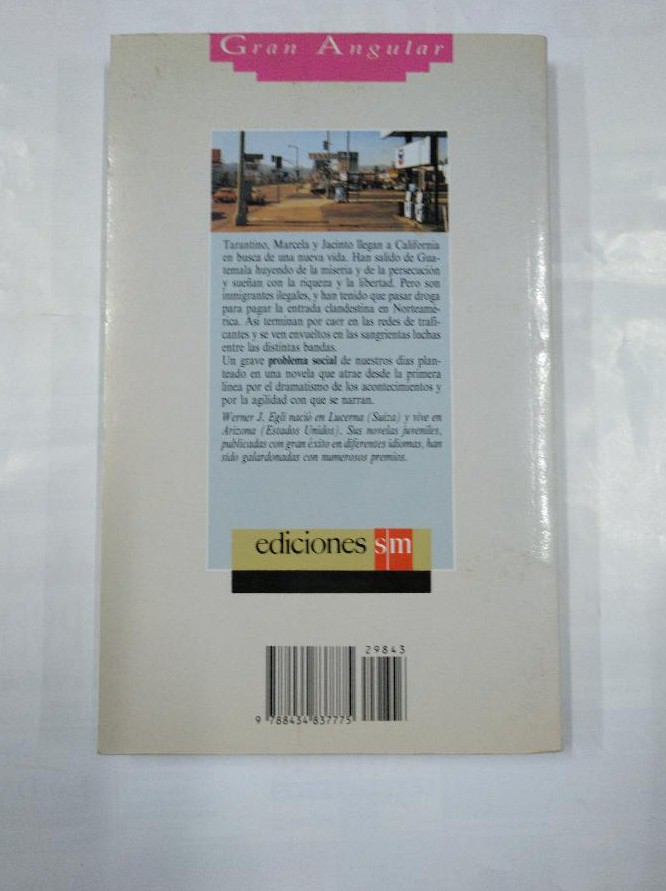 Gran Angular
Tarantino, Marcela y Jacinto llegan a California
en busca de una nueva vida. Han salido de Gua-
temala huyendo de la miseria y de la persecución
y sueñan con la riqueza y la libertad. Pero son
inmigrantes ilegales, y han tenido que pasar droga
para pagar la entrada clandestina en Norteamé-
rica. Así terminan por caer en las redes de trafi-
cantes y se ven envueltos en las sangrientas luchas
entre las distintas bandas.
Un grave problema social de nuestros días plan-
teado en una novela que atrae desde la primera
línea por el dramatismo de los acontecimientos y
por la agilidad con que se narran.
Werner J. Egli nació en Lucerna (Suiza) y vive en
Arizona (Estados Unidos). Sus novelas juveniles,
publicadas con gran éxito en diferentes idiomas, han
sido galardonadas con numerosos premios.
ediciones sm
29843
9 788434 837775